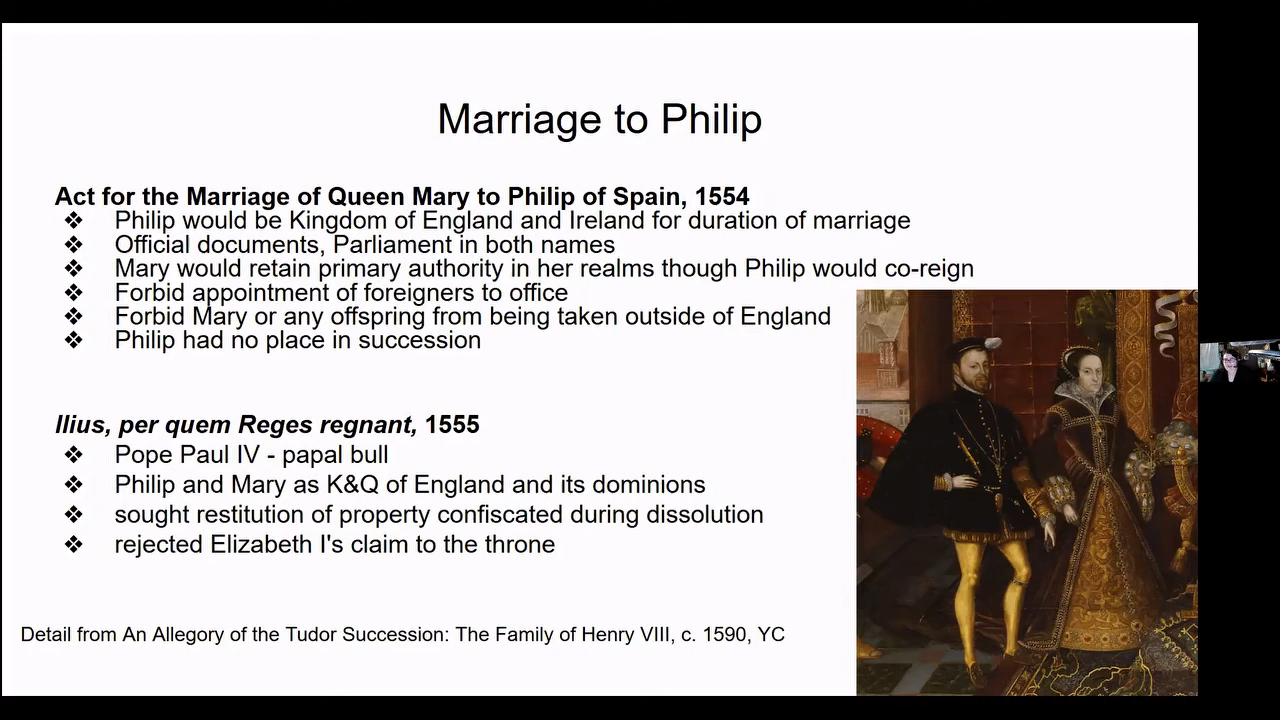 Marriage to Philip
Act for the Marriage of Queen Mary to Philip of Spain, 1554
❖ Philip would be Kingdom of England and Ireland for duration of marriage
❖ Official documents, Parliament in both names
❖ Mary would retain primary authority in her realms though Philip would co-reign
❖ Forbid appointment of foreigners to office
❖ Forbid Mary or any offspring from being taken outside of England
❖ Philip had no place in succession
Ilius, per quem Reges regnant, 1555
❖ Pope Paul IV - papal bull
❖ Philip and Mary as K&Q of England and its dominions
❖ sought restitution of property confiscated during dissolution
❖ rejected Elizabeth I's claim to the throne
Detail from An Allegory of the Tudor Succession: The Family of Henry VIII, c. 1590, YC